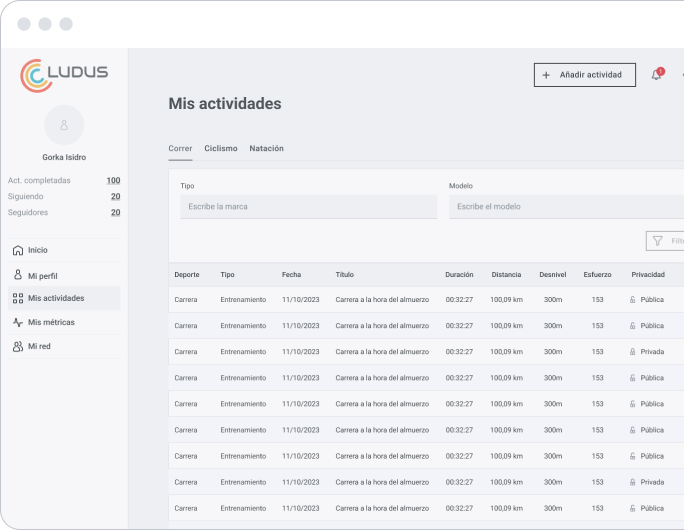 LUDUS
Gorka Isidro
Act. completadas 100
Siguiendo 20
Seguidores 20
Inicio
Mi perfil
Mis actividades
Mis métricas
Mi red
+ Añadir actividad
1
Mis actividades
Correr Ciclismo Natación
Tipo Modelo
Escribe la marca Escribe el modelo
Filt
Deporte Tipo Fecha Título Duración Distancia Desnivel Esfuerzo Privacidad
Carrera Entrenamiento 11/10/2023 Carrera a la hora del almuerzo 00:32:27 100,09 km 300m 153 Pública
Carrera Entrenamiento 11/10/2023 Carrera a la hora del almuerzo 00:32:27 100,09 km 300m 153 Pública
Carrera Entrenamiento 11/10/2023 Carrera a la hora del almuerzo 00:32:27 100,09 km 300m 153 Privada
Carrera Entrenamiento 11/10/2023 Carrera a la hora del almuerzo 00:32:27 100,09 km 300m 153 Pública
Carrera Entrenamiento 11/10/2023 Carrera a la hora del almuerzo 00:32:27 100,09 km 300m 153 Pública
Carrera Entrenamiento 11/10/2023 Carrera a la hora del almuerzo 00:32:27 100,09 km 300m 153 Pública
Carrera Entrenamiento 11/10/2023 Carrera a la hora del almuerzo 00:32:27 100,09 km 300m 153 Pública
Carrera Entrenamiento 11/10/2023 Carrera a la hora del almuerzo 00:32:27 100,09 km 300m 153 Privada
Carrera Entrenamiento 11/10/2023 Carrera a la hora del almuerzo 00:32:27 100,09 km 300m 153 Pública